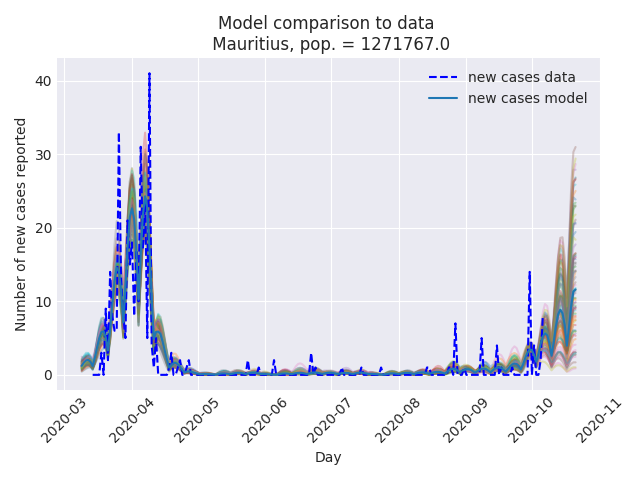 Model comparison to data
Mauritius, pop. = 1271767.0
new cases data
new cases model
Number of new cases reported
40
30
20
10
0
2020-03
2020-04
2020-05
2020-06
2020-07
2020-08
2020-09
2020-10
2020-11
Day